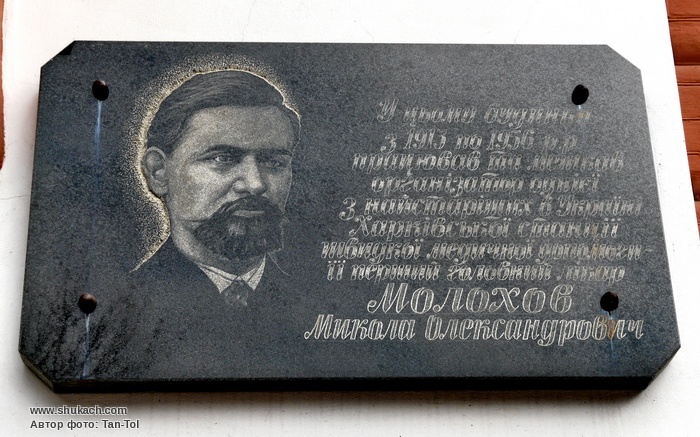 У цьому будинку
з 1915 по 1956 р.р
працював та мешкав
організатор однієї
з найстаріших в Україні
Харківської станції
швидкої медичної допомоги -
її перший головний лікар
МОЛОХОВ
Микола Олександрович
www.shukach.com
Автор фото: Tan-Tol